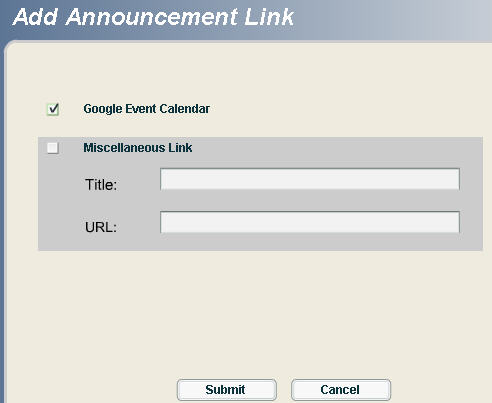 Add Announcement Link
Google Event Calendar
Miscellaneous Link
Title:
URL:
Submit Cancel